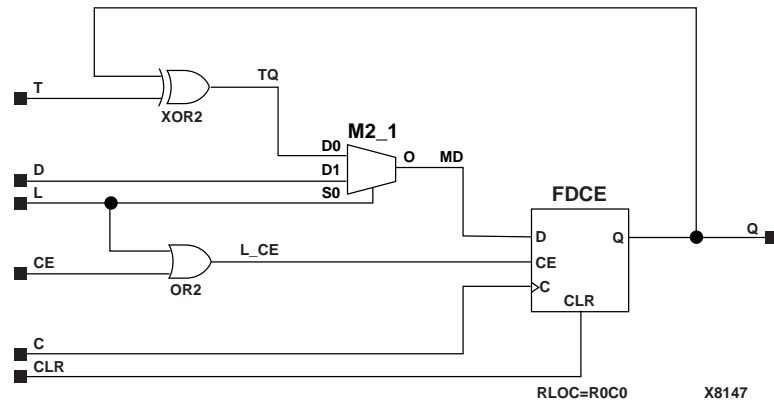 T
TQ
XOR2
M2_1
D0
O
MD
D
D1
L
S0
FDCE
D
Q
Q
CE
L_CE
CE
OR2
C
CLR
C
CLR
RLOC=R0C0
X8147